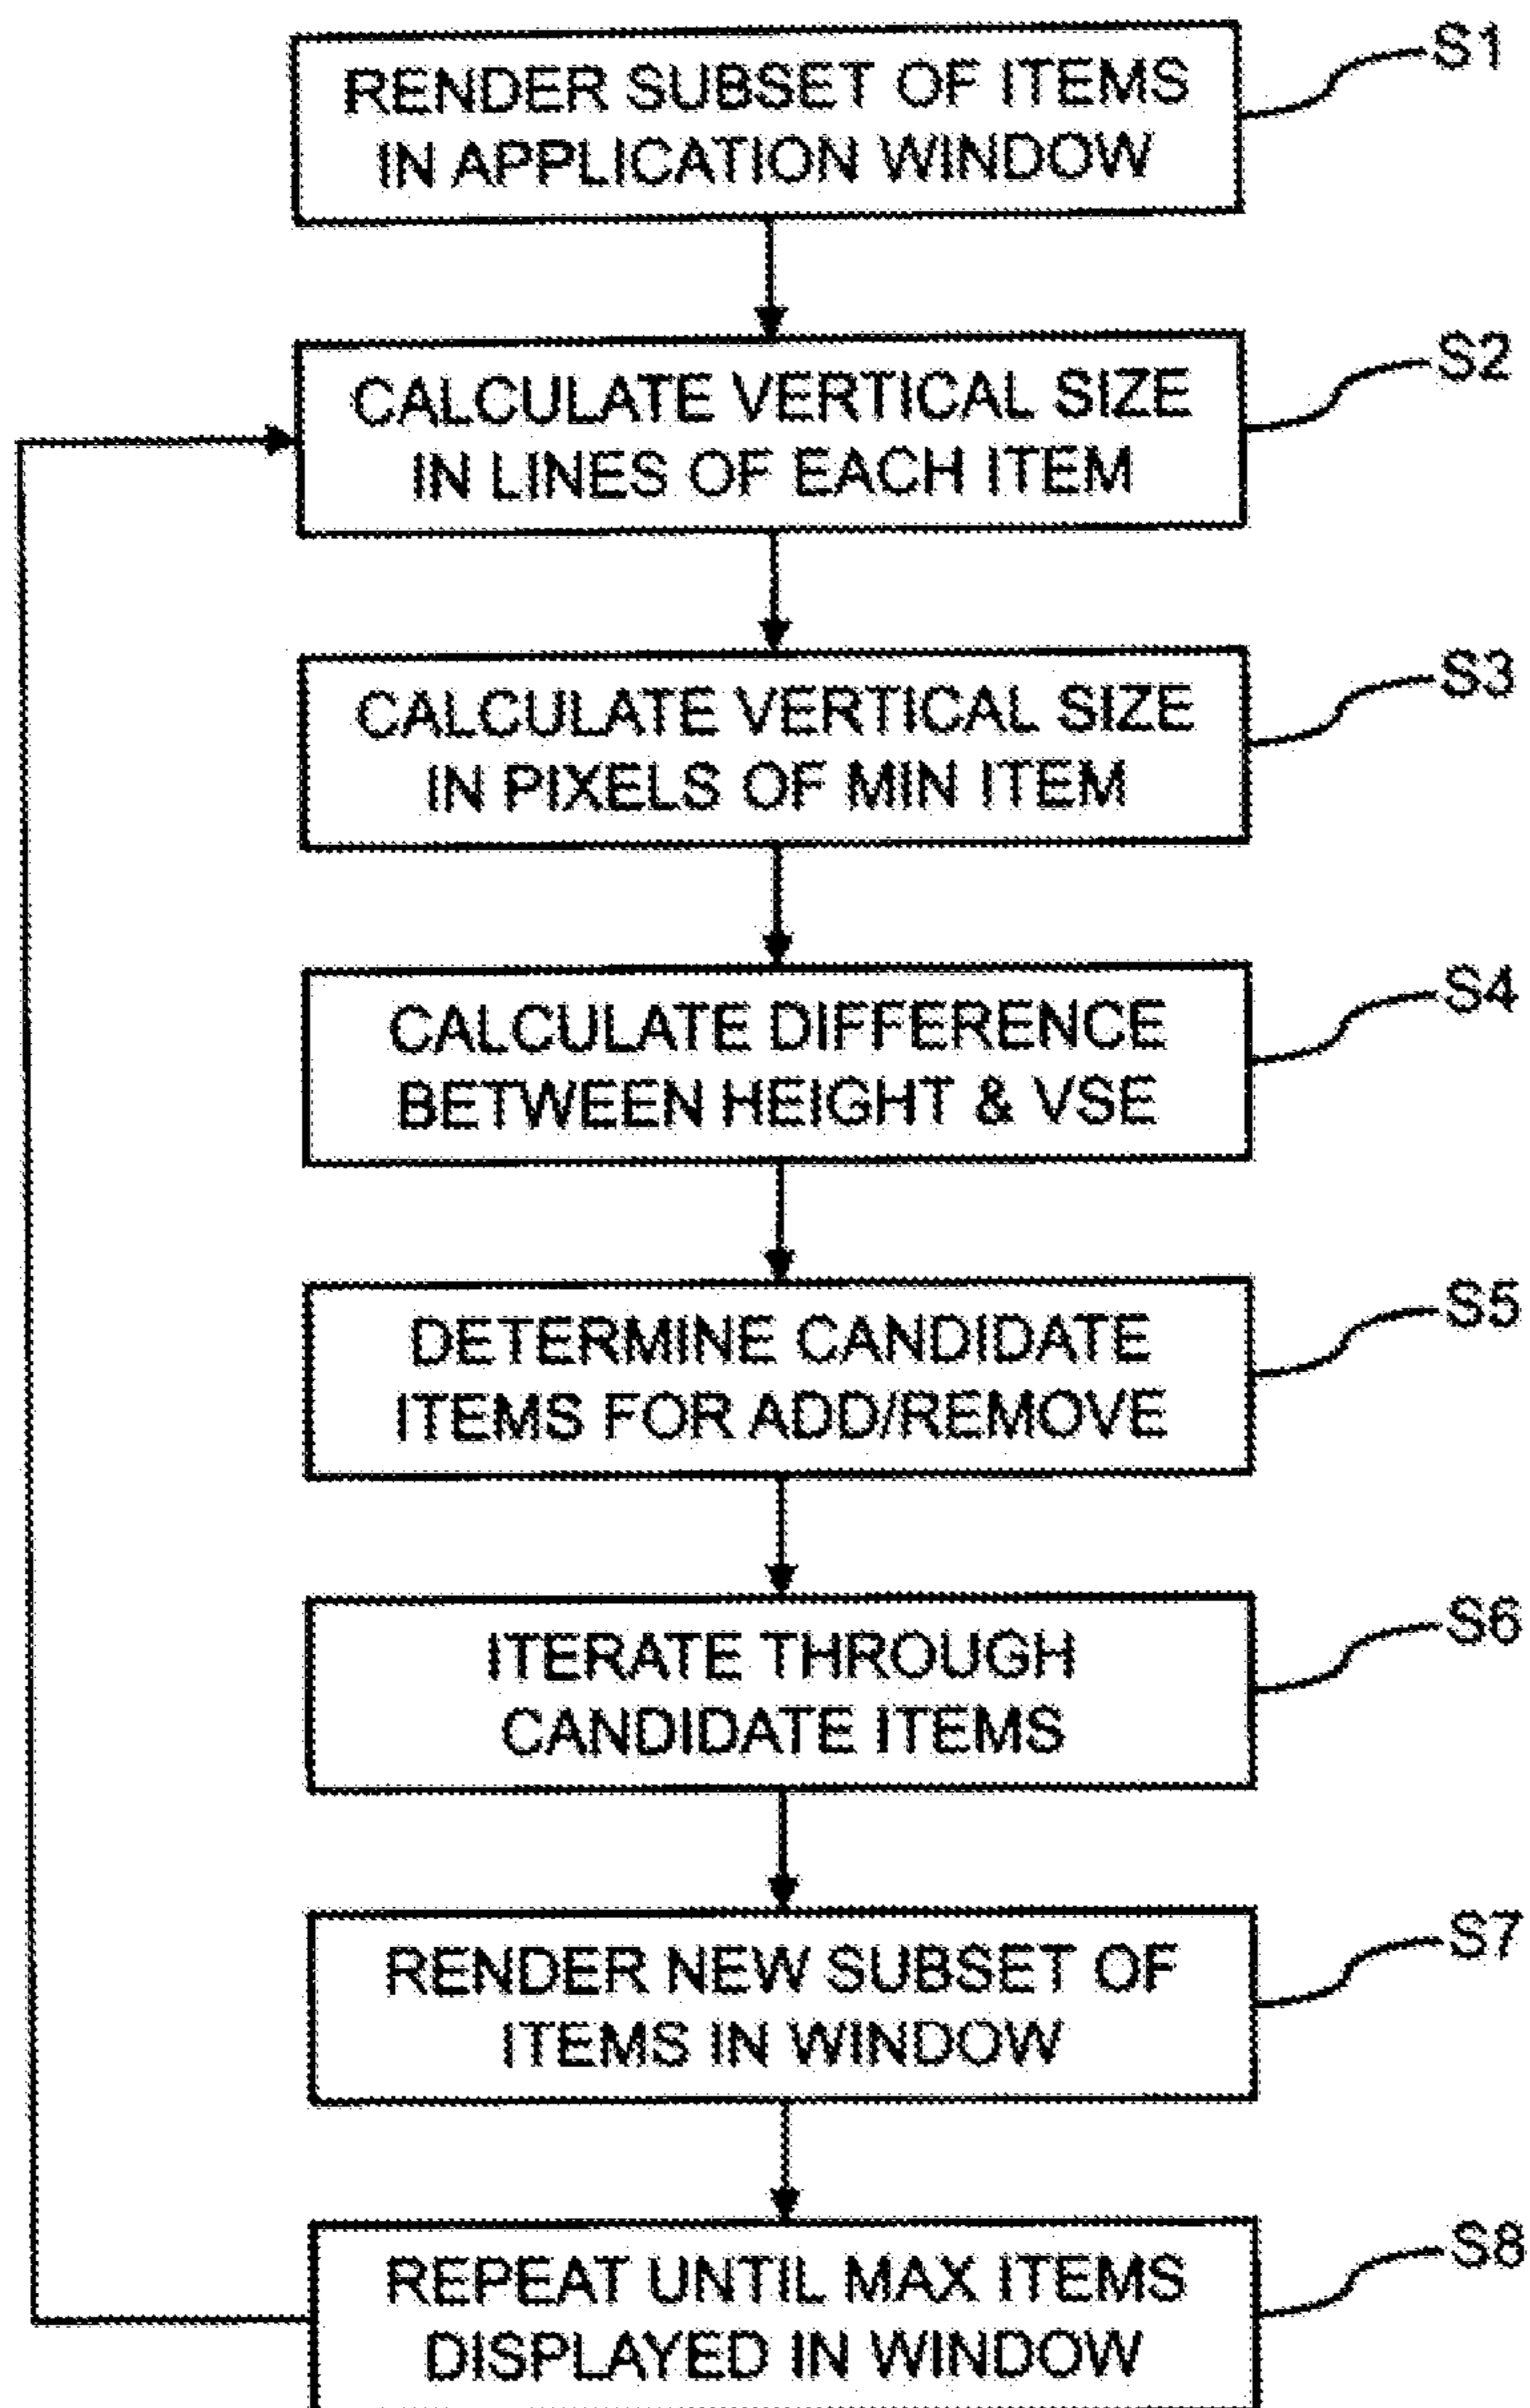 RENDER SUBSET OF ITEMS
IN APPLICATION WINDOW
S1
CALCULATE VERTICAL SIZE
IN LINES OF EACH ITEM
S2
CALCULATE VERTICAL SIZE
IN PIXELS OF MIN ITEM
S3
CALCULATE DIFFERENCE
BETWEEN HEIGHT & VSE
S4
DETERMINE CANDIDATE
ITEMS FOR ADD/REMOVE
S5
ITERATE THROUGH
CANDIDATE ITEMS
S6
RENDER NEW SUBSET OF
ITEMS IN WINDOW
S7
REPEAT UNTIL MAX ITEMS
DISPLAYED IN WINDOW
S8